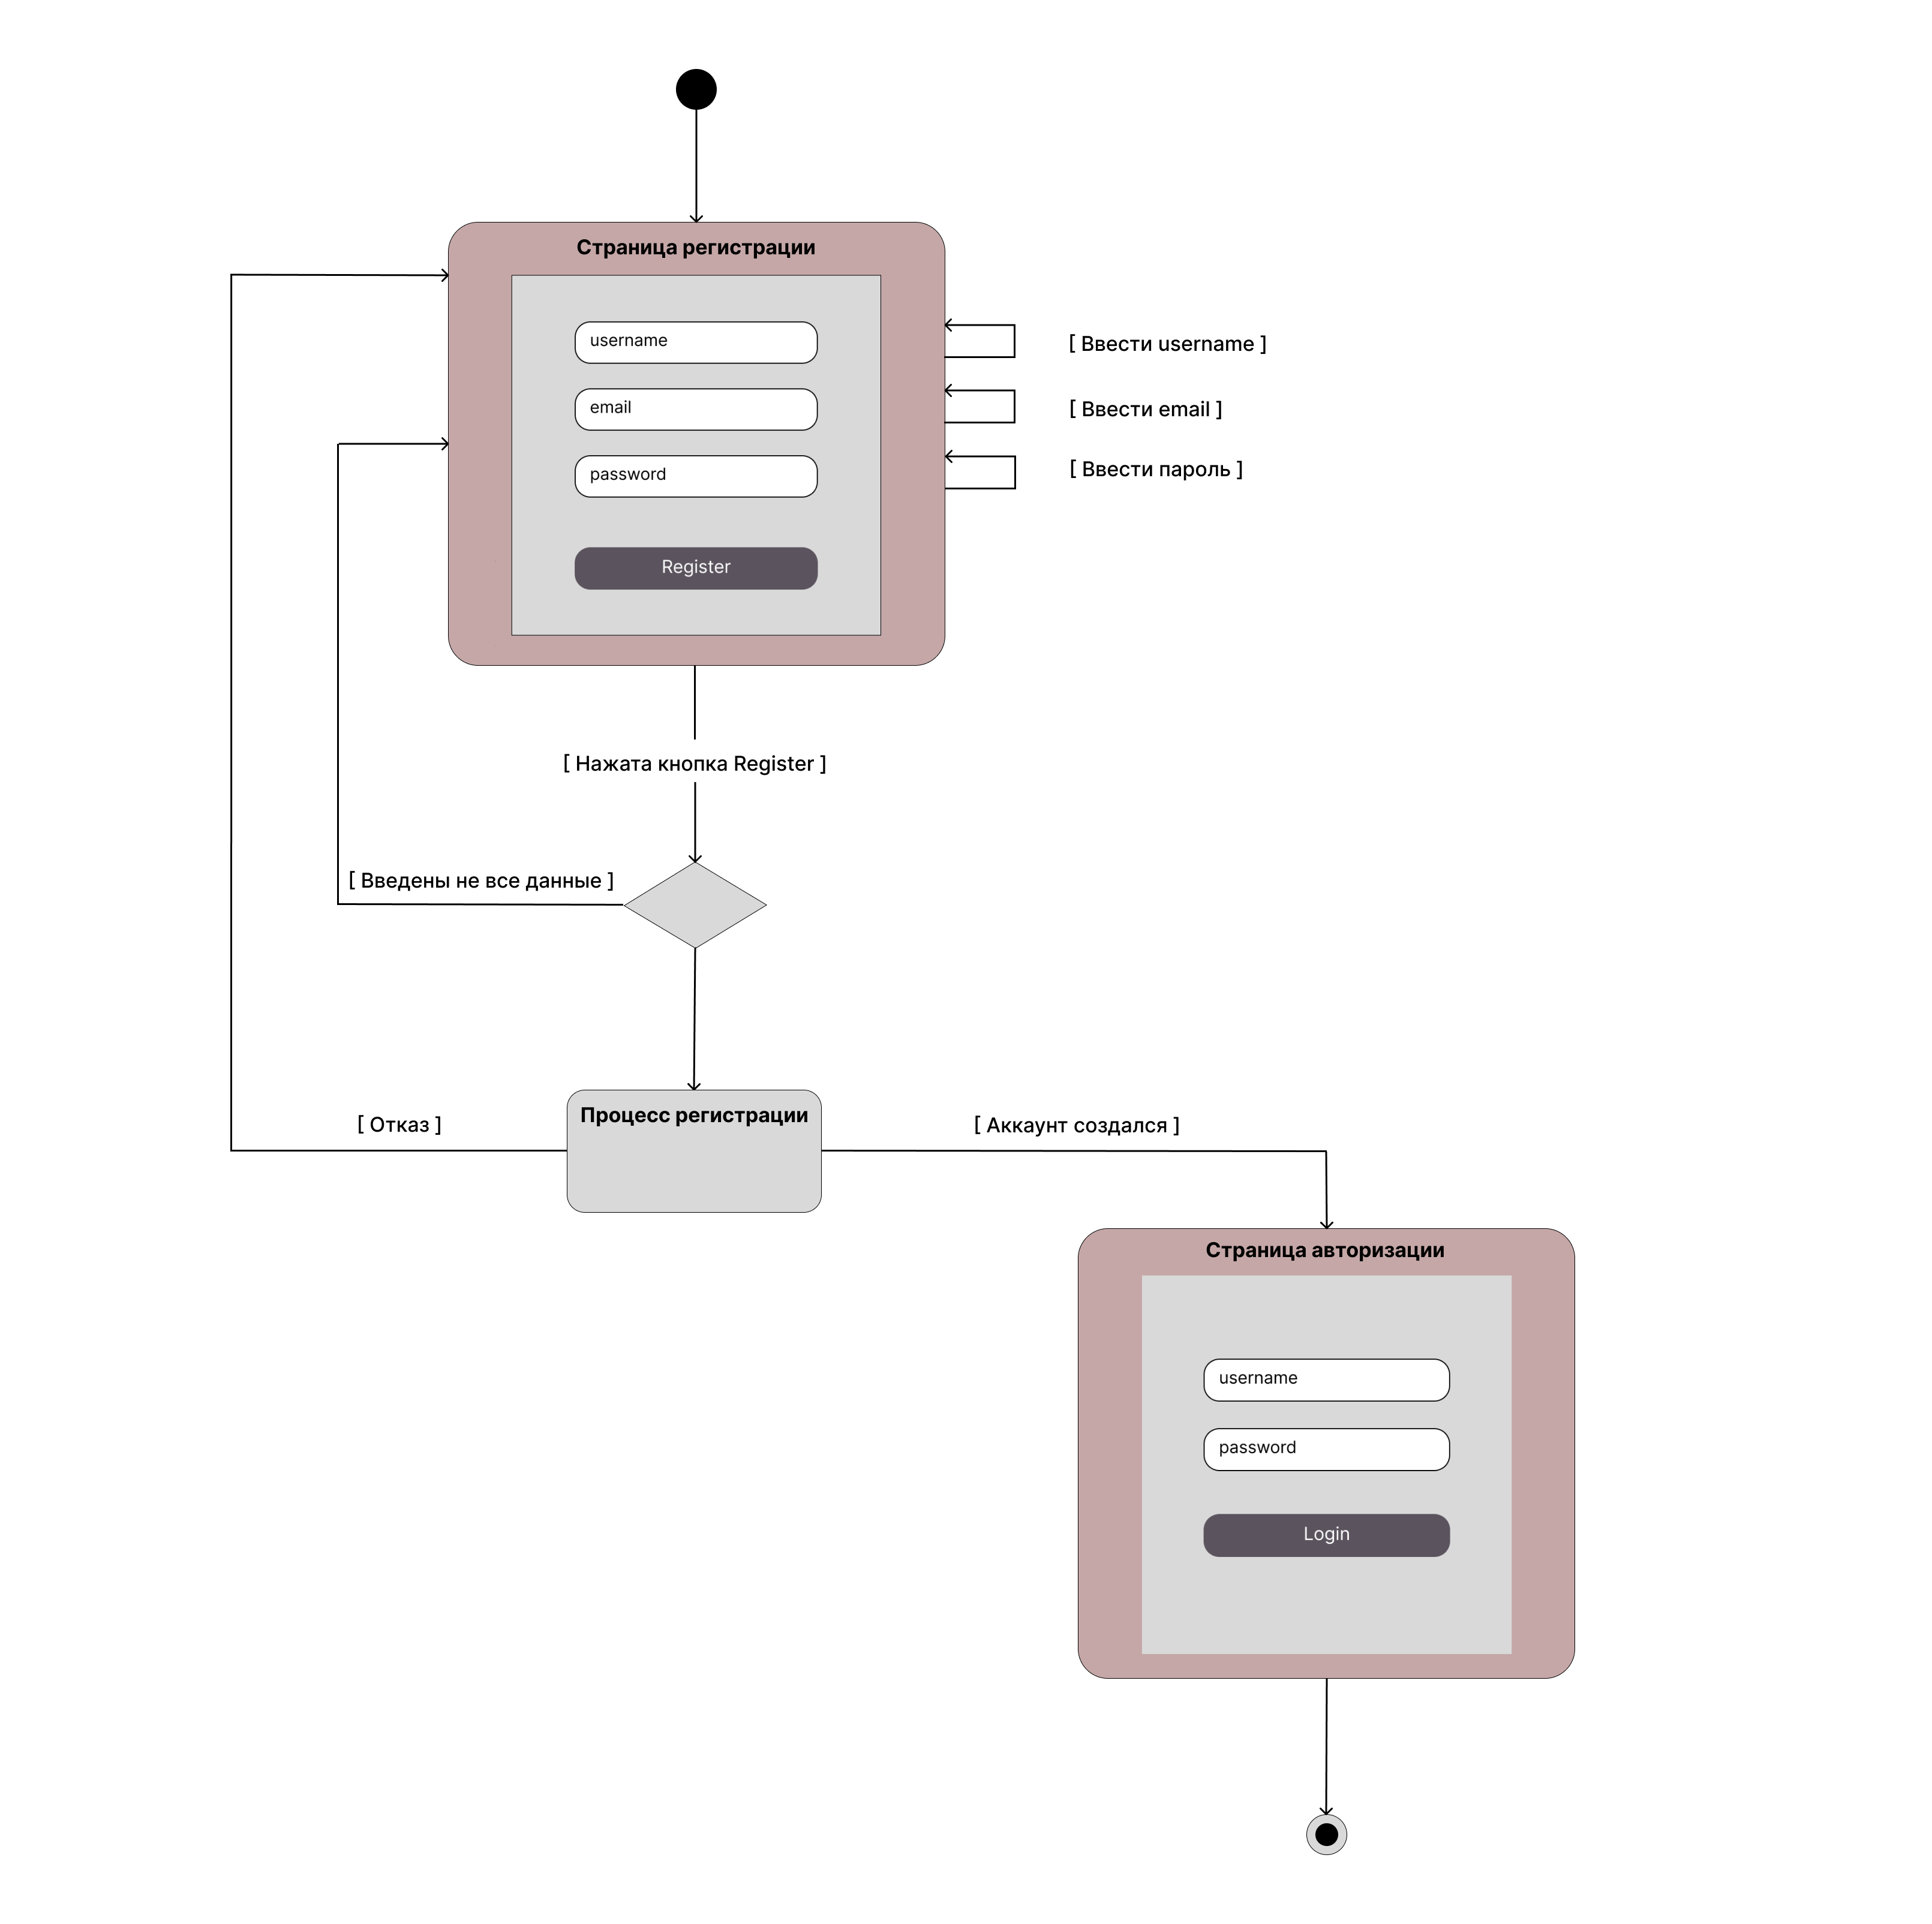 Страница регистрации
username
email
password
Register
[ Ввести username ]
[ Ввести email ]
[ Ввести пароль ]
[ Нажата кнопка Register ]
[ Введены не все данные ]
Процесс регистрации
[ Отказ ]
[ Аккаунт создался ]
Страница авторизации
username
password
Login